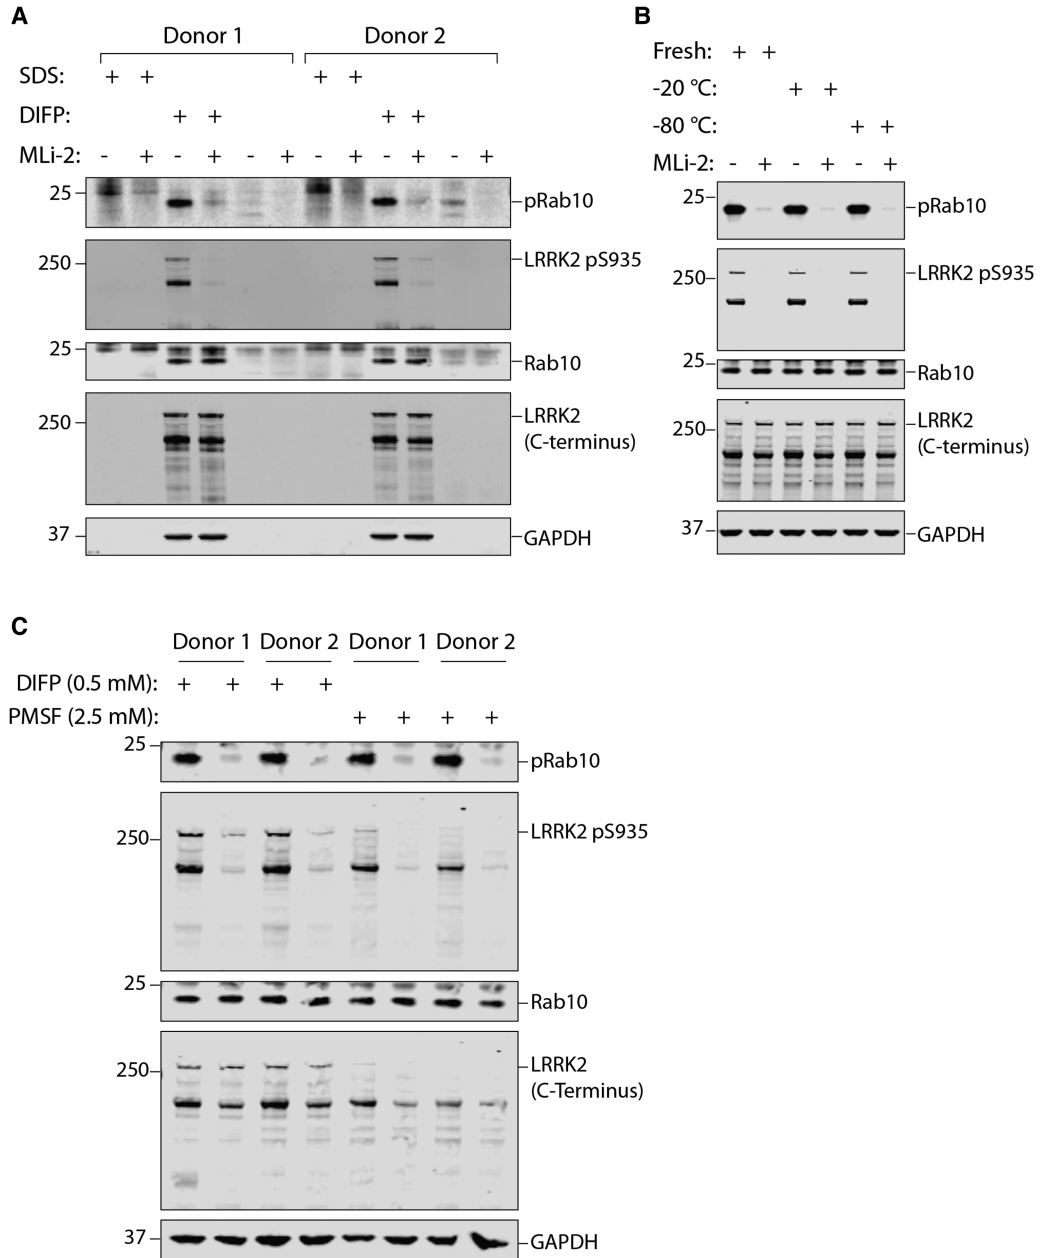 A
Donor 1 Donor 2
SDS: + + + +
DIFP: + + + +
MLi-2: - + - + - + - + - + - +
25 pRab10
250 LRRK2 pS935
25 Rab10
250 LRRK2
(C-terminus)
37 GAPDH
B
Fresh: + +
-20 °C: + +
-80 °C: + +
MLi-2: - + - + - +
25 pRab10
250 LRRK2 pS935
25 Rab10
250 LRRK2
(C-terminus)
37 GAPDH
C
Donor 1 Donor 2 Donor 1 Donor 2
DIFP (0.5 mM): + + + +
PMSF (2.5 mM): + + + +
25 pRab10
250 LRRK2 pS935
25 Rab10
250 LRRK2
(C-Terminus)
37 GAPDH